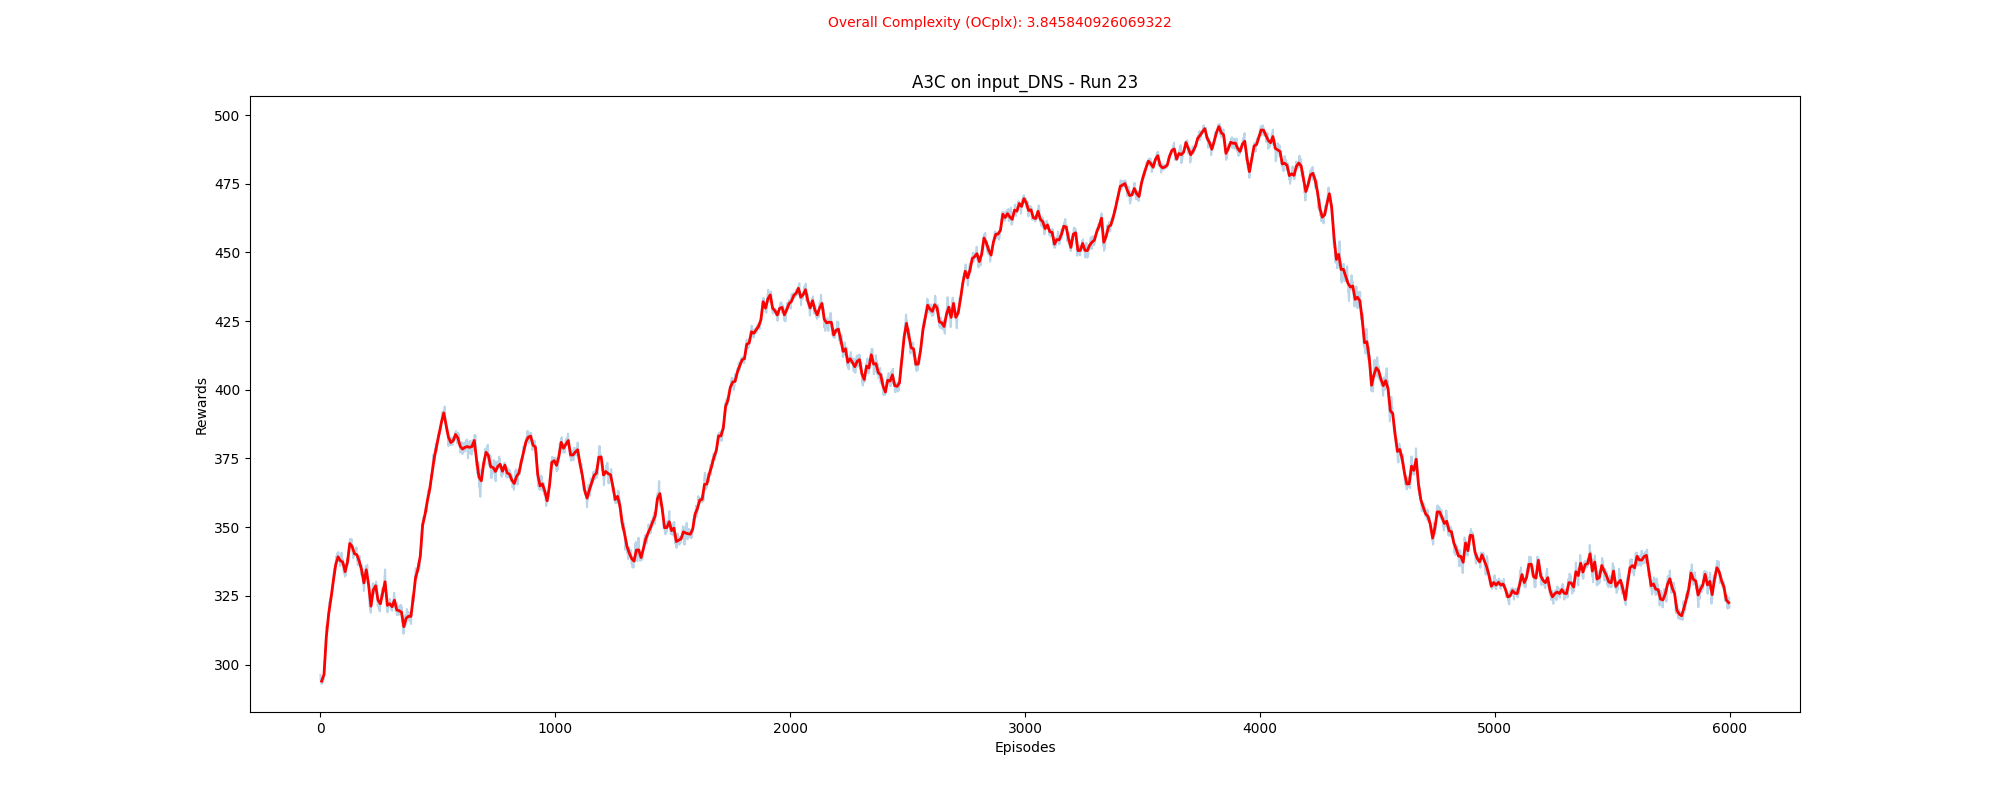 Overall Complexity (OCplx): 3.845840926069322
A3C on input_DNS - Run 23
500
475
450
425
400
375
350
325
300
Rewards
0 1000 2000 3000 4000 5000 6000
Episodes